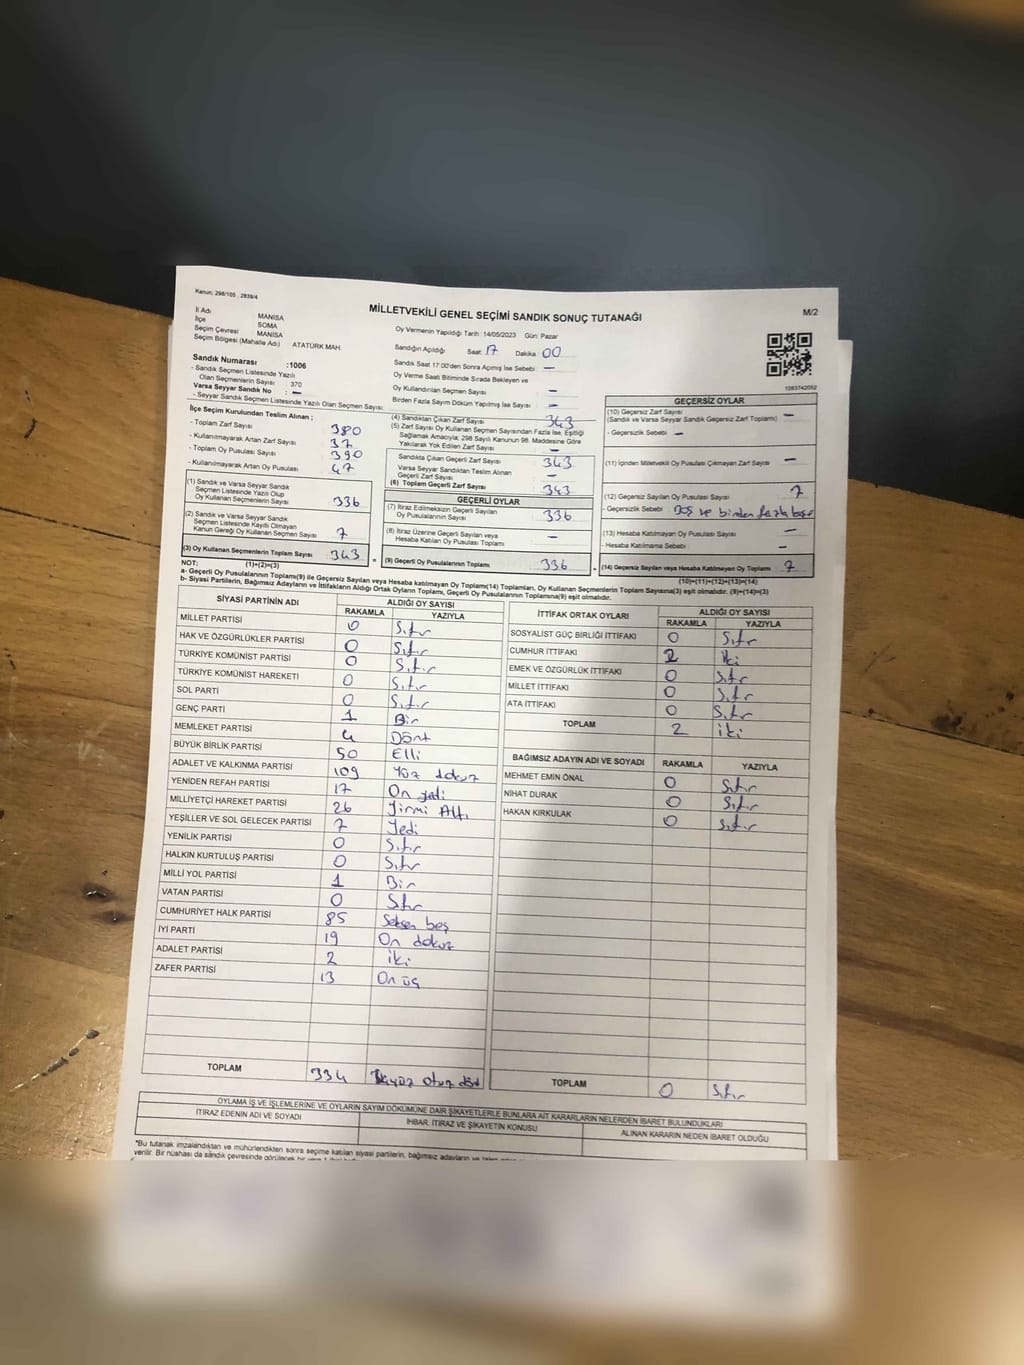 Kanun: 298/105 ; 2839/4
MİLLETVEKİLİ GENEL SEÇİMİ SANDIK SONUÇ TUTANAĞI
M/2
İl Adı MANİSA
İlçe SOMA
Seçim Çevresi MANİSA
Seçim Bölgesi (Mahalle Adı) : ATATÜRK MAH.
Sandık Numarası :1006
- Sandık Seçmen Listesinde Yazılı
Olan Seçmenlerin Sayısı : 370
Varsa Seyyar Sandık No : —
- Seyyar Sandık Seçmen Listesinde Yazılı Olan Seçmen Sayısı:
Oy Vermenin Yapıldığı Tarih :14/05/2023 Gün: Pazar
Sandığın Açıldığı Saat: 17 Dakika 00
Sandık Saat 17:00'den Sonra Açılmış İse Sebebi —
Oy Verme Saati Bitiminde Sırada Bekleyen ve
Oy Kullandırılan Seçmen Sayısı —
Birden Fazla Sayım Döküm Yapılmış İse Sayısı —
1083742052
İlçe Seçim Kurulundan Teslim Alınan :
- Toplam Zarf Sayısı 380
- Kullanılmayarak Artan Zarf Sayısı 37
- Toplam Oy Pusulası Sayısı 390
- Kullanılmayarak Artan Oy Pusulası 47
(1) Sandık ve Varsa Seyyar Sandık
Seçmen Listesinde Yazılı Olup
Oy Kullanan Seçmenlerin Sayısı 336
(2) Sandık ve Varsa Seyyar Sandık
Seçmen Listesinde Kayıtlı Olmayan
Kanun Gereği Oy Kullanan Seçmen Sayısı 7
(3) Oy Kullanan Seçmenlerin Toplam Sayısı 343
(1)+(2)=(3)
(4) Sandıktan Çıkan Zarf Sayısı 343
(5) Zarf Sayısı Oy Kullanan Seçmen Sayısından Fazla İse, Eşitliği
Sağlamak Amacıyla; 298 Sayılı Kanunun 98. Maddesine Göre
Yakılarak Yok Edilen Zarf Sayısı —
Sandıkta Çıkan Geçerli Zarf Sayısı 343
Varsa Seyyar Sandıktan Teslim Alınan
Geçerli Zarf Sayısı —
(6) Toplam Geçerli Zarf Sayısı 343
GEÇERLİ OYLAR
(7) İtiraz Edilmeksizin Geçerli Sayılan
Oy Pusulalarının Sayısı 336
(8) İtiraz Üzerine Geçerli Sayılan veya
Hesaba Katılan Oy Pusulası Toplamı —
= (9) Geçerli Oy Pusulalarının Toplamı 336
GEÇERSİZ OYLAR
(10) Geçersiz Zarf Sayısı —
(Sandık ve Varsa Seyyar Sandık Geçersiz Zarf Toplamı)
- Geçersizlik Sebebi —
(11) İçinden Milletvekili Oy Pusulası Çıkmayan Zarf Sayısı —
(12) Geçersiz Sayılan Oy Pusulası Sayısı 7
- Geçersizlik Sebebi Boş ve birden fazla
(13) Hesaba Katılmayan Oy Pusulası Sayısı —
- Hesaba Katılmama Sebebi —
+ (14) Geçersiz Sayılan veya Hesaba Katılmayan Oy Toplamı 7
(10)+(11)+(12)+(13)=(14)
NOT:
a- Geçerli Oy Pusulalarının Toplamı(9) ile Geçersiz Sayılan veya Hesaba katılmayan Oy Toplamı(14) Toplamları, Oy Kullanan Seçmenlerin Toplam Sayısına(3) eşit olmalıdır. (9)+(14)=(3)
b- Siyasi Partilerin, Bağımsız Adayların ve İttifakların Aldığı Ortak Oyların Toplamı, Geçerli Oy Pusulalarının Toplamına(9) eşit olmalıdır.
SİYASİ PARTİNİN ADI ALDIĞI OY SAYISI
RAKAMLA YAZIYLA
MİLLET PARTİSİ 0 Sıfır
HAK VE ÖZGÜRLÜKLER PARTİSİ 0 Sıfır
TÜRKİYE KOMÜNİST PARTİSİ 0 Sıfır
TÜRKİYE KOMÜNİST HAREKETİ 0 Sıfır
SOL PARTİ 0 Sıfır
GENÇ PARTİ 1 Bir
MEMLEKET PARTİSİ 4 Dört
BÜYÜK BİRLİK PARTİSİ 50 Elli
ADALET VE KALKINMA PARTİSİ 109 Yüz dokuz
YENİDEN REFAH PARTİSİ 17 On yedi
MİLLİYETÇİ HAREKET PARTİSİ 26 Yirmi Altı
YEŞİLLER VE SOL GELECEK PARTİSİ 7 Yedi
YENİLİK PARTİSİ 0 Sıfır
HALKIN KURTULUŞ PARTİSİ 0 Sıfır
MİLLİ YOL PARTİSİ 1 Bir
VATAN PARTİSİ 0 Sıfır
CUMHURİYET HALK PARTİSİ 85 Seksen beş
İYİ PARTİ 19 On dokuz
ADALET PARTİSİ 2 İki
ZAFER PARTİSİ 13 On üç
TOPLAM 334 otuz dört
İTTİFAK ORTAK OYLARI ALDIĞI OY SAYISI
RAKAMLA YAZIYLA
SOSYALİST GÜÇ BİRLİĞİ İTTİFAKI 0 Sıfır
CUMHUR İTTİFAKI 2 İki
EMEK VE ÖZGÜRLÜK İTTİFAKI 0 Sıfır
MİLLET İTTİFAKI 0 Sıfır
ATA İTTİFAKI 0 Sıfır
TOPLAM 2 İki
BAĞIMSIZ ADAYIN ADI VE SOYADI RAKAMLA YAZIYLA
MEHMET EMİN ÖNAL 0 Sıfır
NİHAT DURAK 0 Sıfır
HAKAN KIRKULAK 0 Sıfır
TOPLAM 0 Sıfır
OYLAMA İŞ VE İŞLEMLERİNE VE OYLARIN SAYIM DÖKÜMÜNE DAİR ŞİKAYETLERLE BUNLARA AİT KARARLARIN NELERDEN İBARET BULUNDUKLARI
İTİRAZ EDENİN ADI VE SOYADI İHBAR, İTİRAZ VE ŞİKAYETİN KONUSU ALINAN KARARIN NEDEN İBARET OLDUĞU
*Bu tutanak imzalandıktan ve mühürlendikten sonra seçime katılan siyasi partilerin, bağımsız adayların ve
verilir. Bir nüshası da sandık çevresinde görülecek bir yere